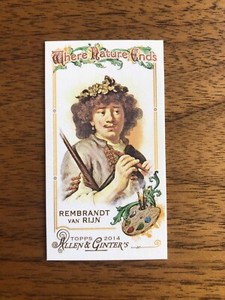 Where Nature Ends
REMBRANDT
VAN RIJN
TOPPS 2014
ALLEN & GINTER'S